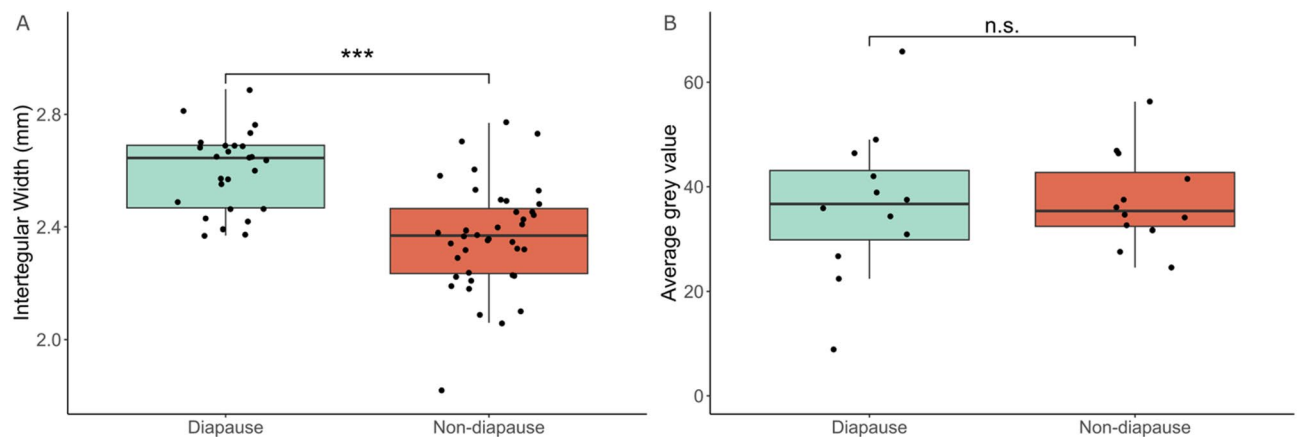 A
Intertegular Width (mm)
2.8
2.4
2.0
***
Diapause
Non-diapause
B
Average grey value
60
40
20
0
n.s.
Diapause
Non-diapause